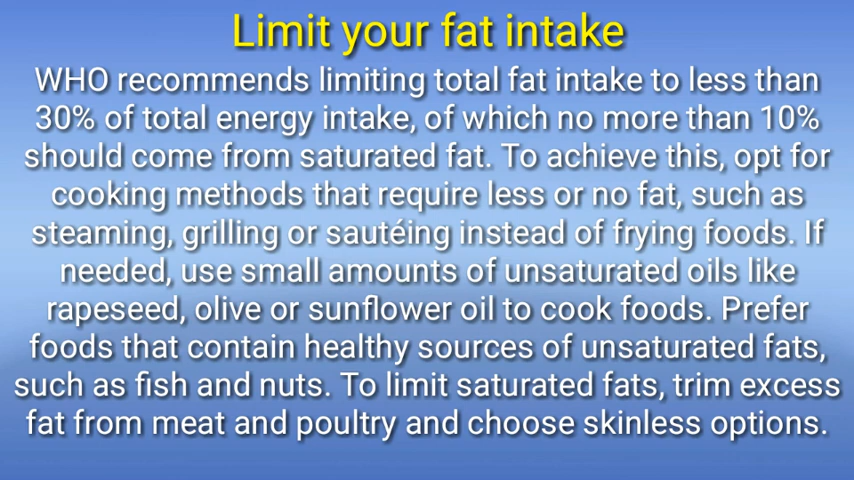 Limit your fat intake
WHO recommends limiting total fat intake to less than
30% of total energy intake, of which no more than 10%
should come from saturated fat. To achieve this, opt for
cooking methods that require less or no fat, such as
steaming, grilling or sautéing instead of frying foods. If
needed, use small amounts of unsaturated oils like
rapeseed, olive or sunflower oil to cook foods. Prefer
foods that contain healthy sources of unsaturated fats,
such as fish and nuts. To limit saturated fats, trim excess
fat from meat and poultry and choose skinless options.